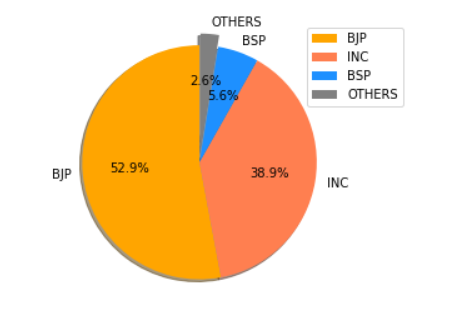 OTHERS
BSP
2.6%
5.6%
BJP
52.9%
38.9%
INC
BJP
INC
BSP
OTHERS